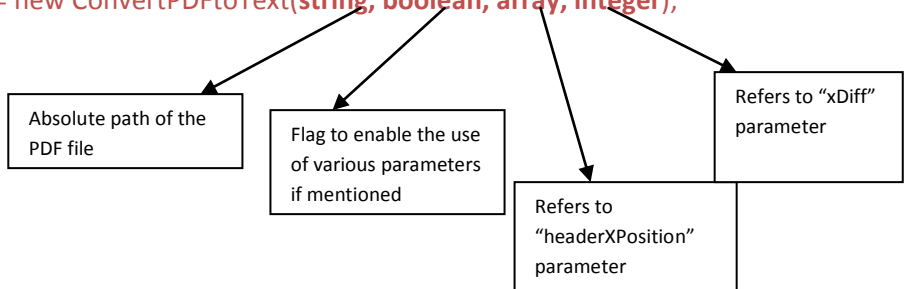 = new ConvertPDFtoText(string, boolean, array, integer);
Absolute path of the
PDF file
Flag to enable the use
of various parameters
if mentioned
Refers to
“headerXPosition”
parameter
Refers to “xDiff”
parameter